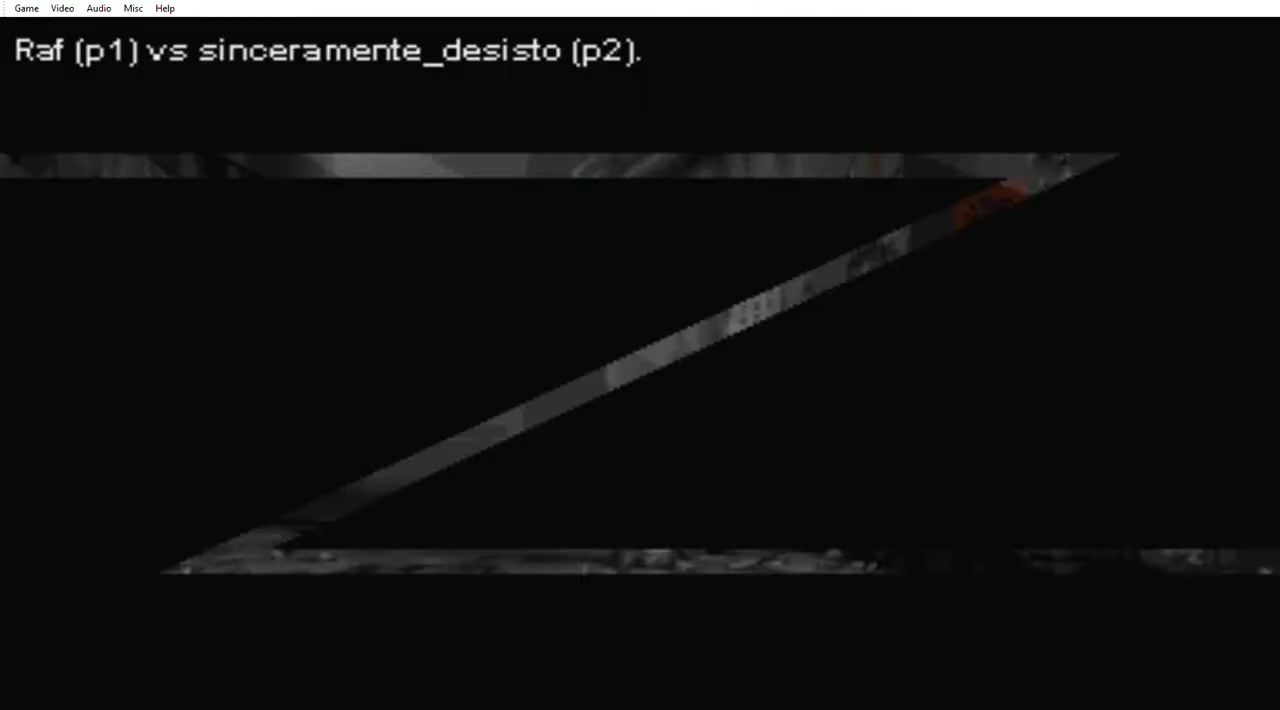 Game Video Audio Misc Help
Raf (p1) vs sinceramente_desisto (p2).